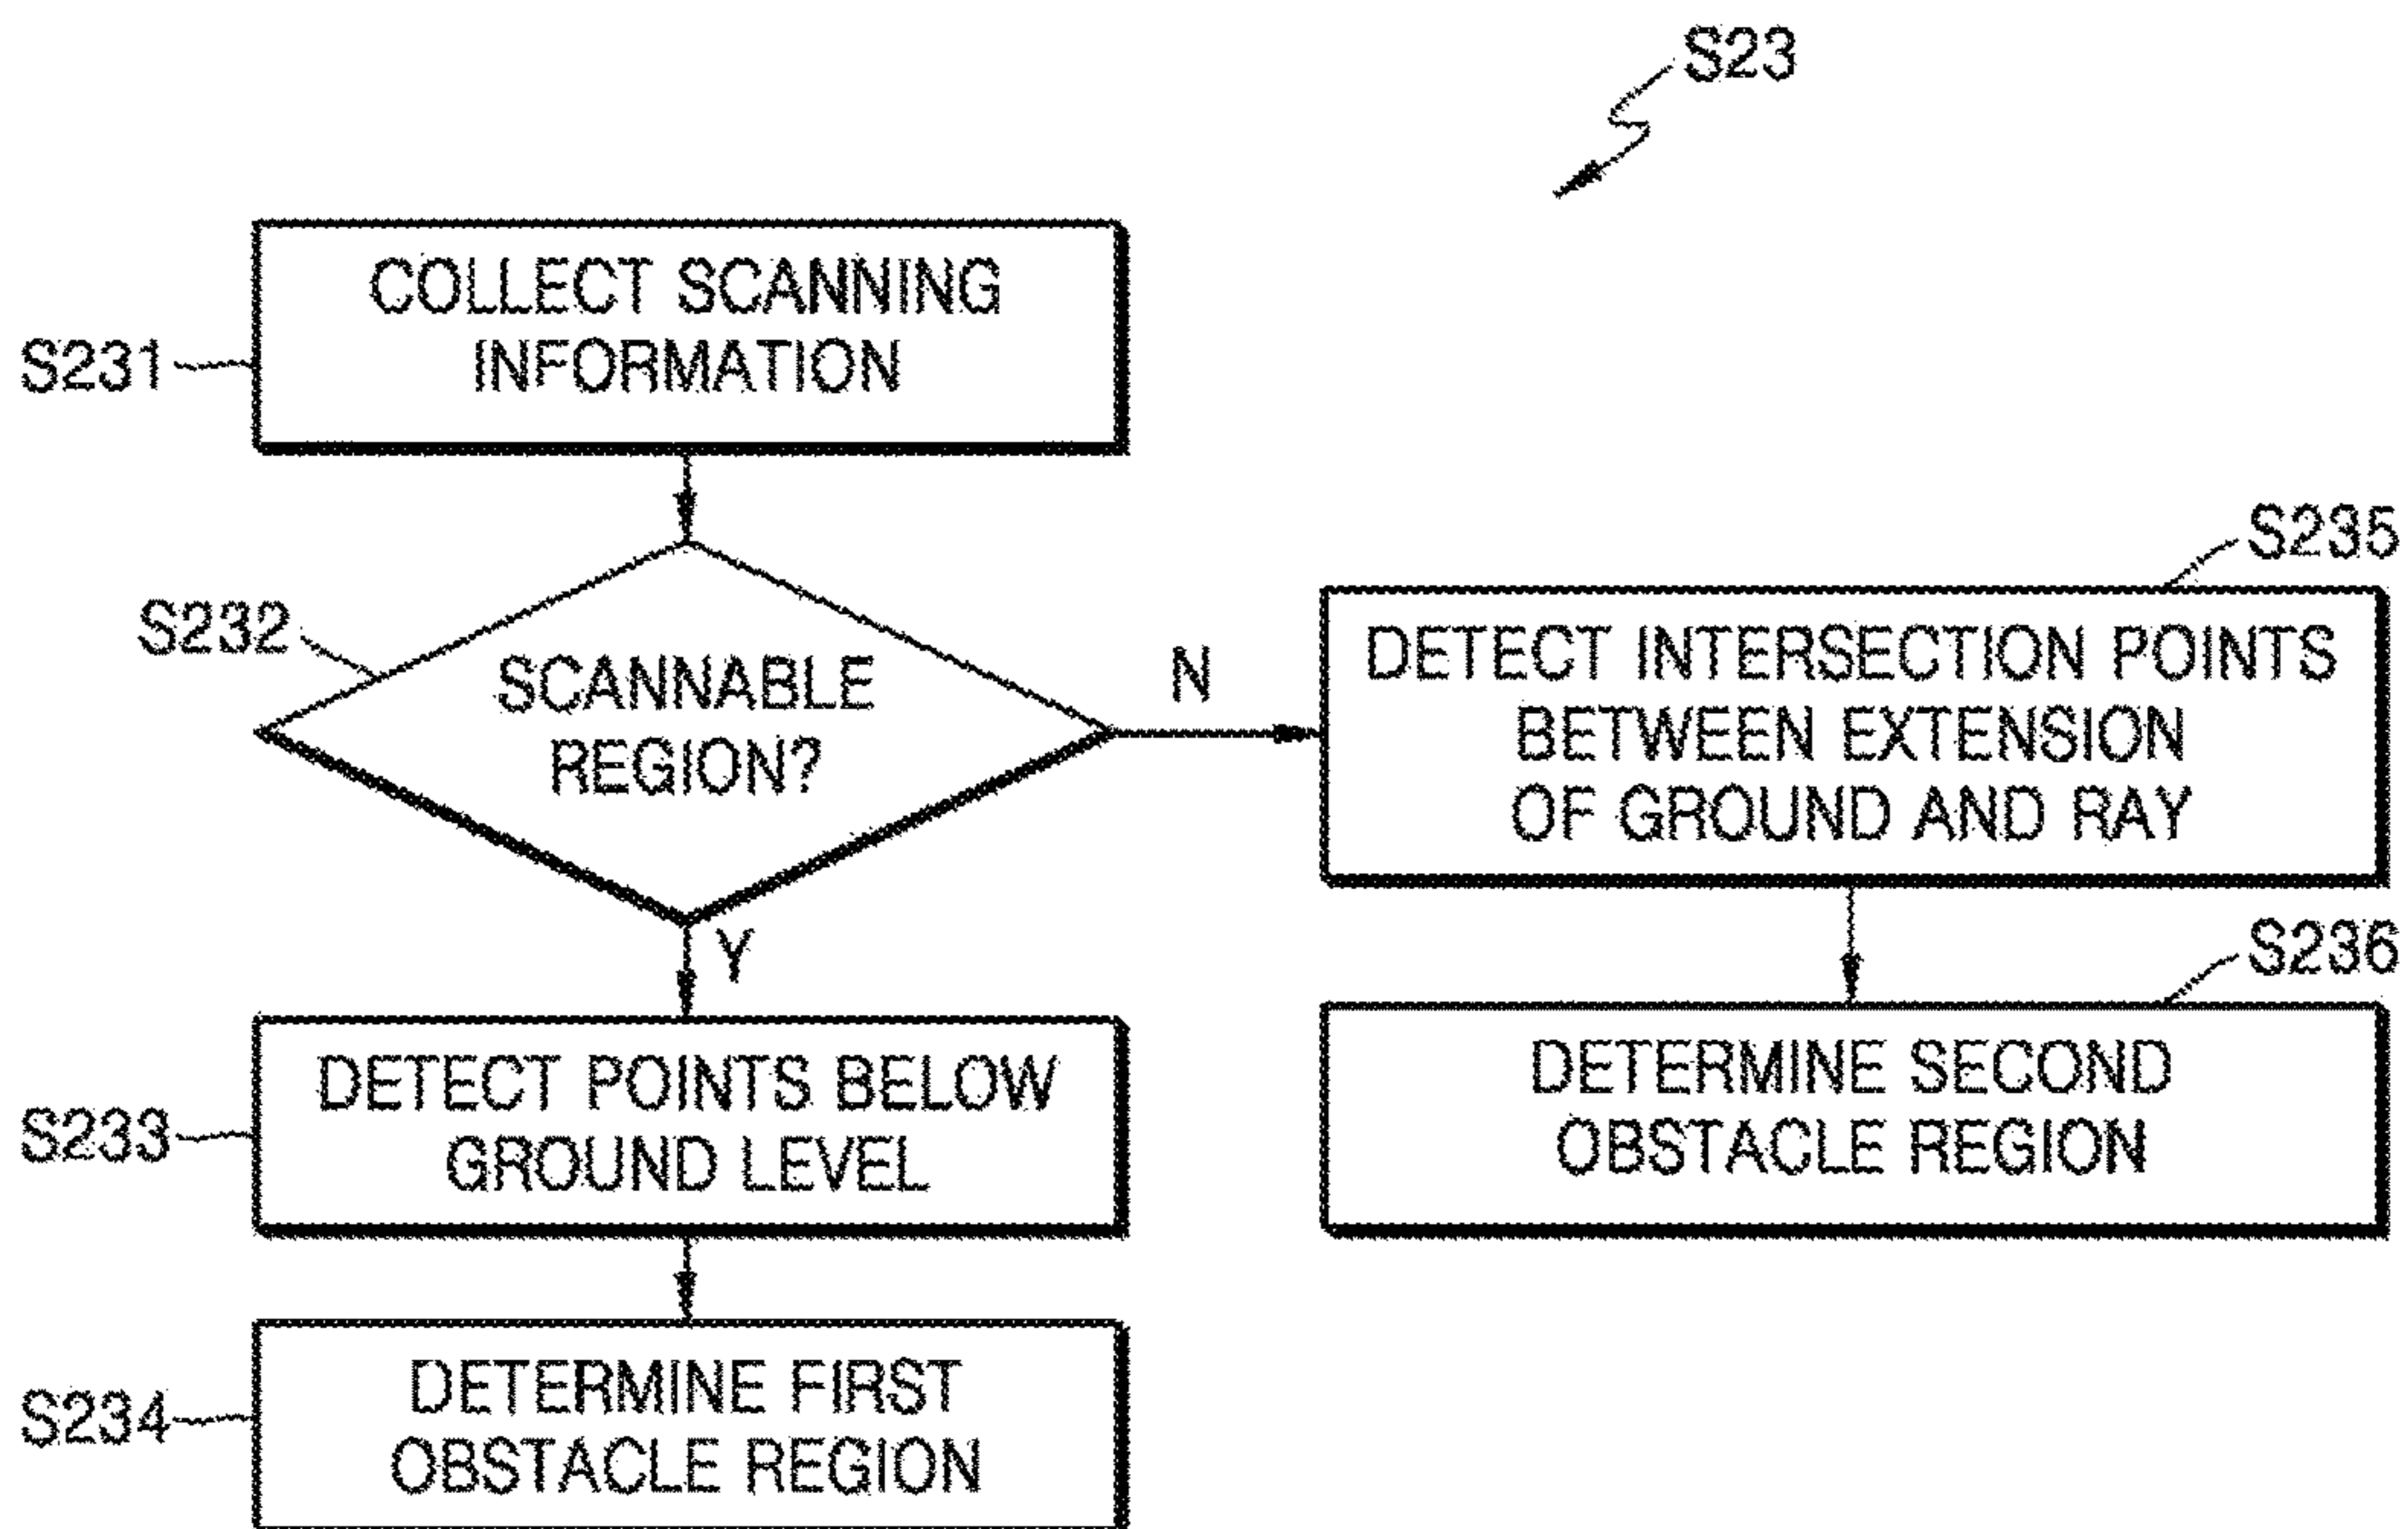 S23
COLLECT SCANNING
INFORMATION
S231
S232
SCANNABLE
REGION?
N
Y
S235
DETECT INTERSECTION POINTS
BETWEEN EXTENSION
OF GROUND AND RAY
S236
DETERMINE SECOND
OBSTACLE REGION
S233
DETECT POINTS BELOW
GROUND LEVEL
S234
DETERMINE FIRST
OBSTACLE REGION